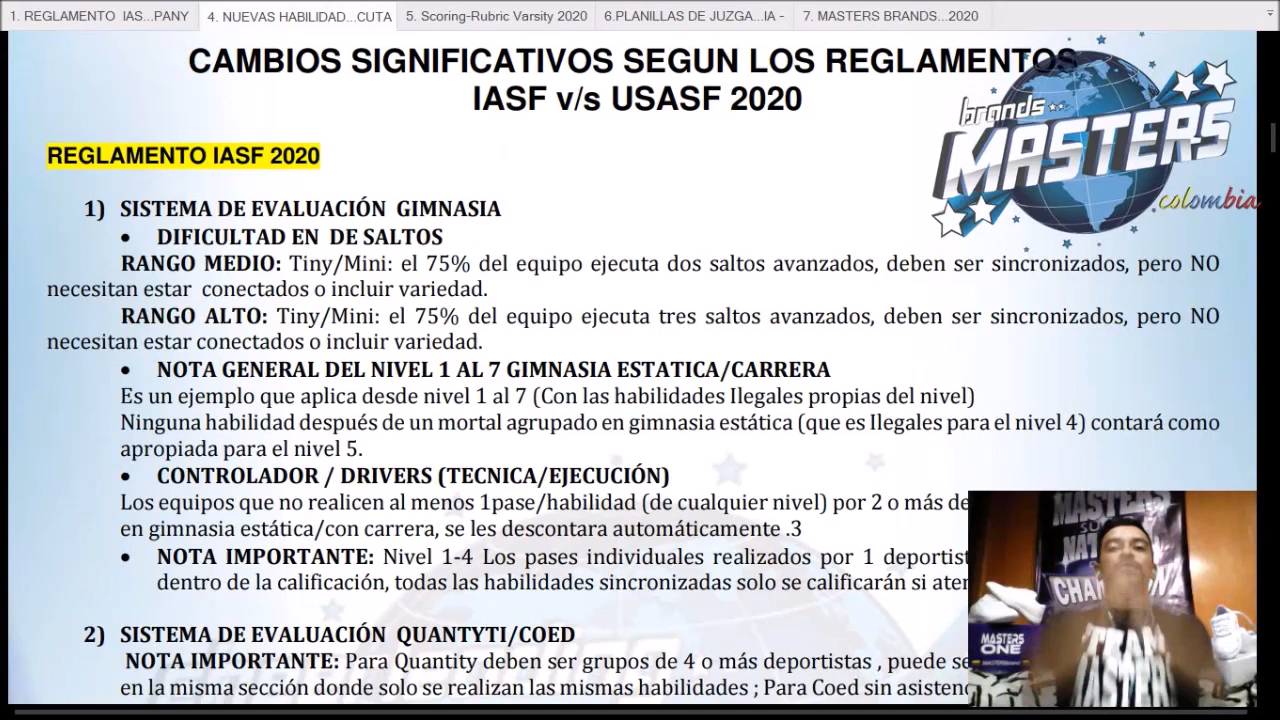 1. REGLAMENTO IAS...PANY
4. NUEVAS HABILIDAD...CUTA
5. Scoring-Rubric Varsity 2020
6.PLANILLAS DE JUZGA...IA -
7. MASTERS BRANDS...2020
CAMBIOS SIGNIFICATIVOS SEGUN LOS REGLAMENTOS
IASF v/s USASF 2020
brands
MASTERS
colombia
REGLAMENTO IASF 2020
1) SISTEMA DE EVALUACIÓN GIMNASIA
• DIFICULTAD EN DE SALTOS
RANGO MEDIO: Tiny/Mini: el 75% del equipo ejecuta dos saltos avanzados, deben ser sincronizados, pero NO
necesitan estar conectados o incluir variedad.
RANGO ALTO: Tiny/Mini: el 75% del equipo ejecuta tres saltos avanzados, deben ser sincronizados, pero NO
necesitan estar conectados o incluir variedad.
• NOTA GENERAL DEL NIVEL 1 AL 7 GIMNASIA ESTATICA/CARRERA
Es un ejemplo que aplica desde nivel 1 al 7 (Con las habilidades Ilegales propias del nivel)
Ninguna habilidad después de un mortal agrupado en gimnasia estática (que es Ilegales para el nivel 4) contará como
apropiada para el nivel 5.
• CONTROLADOR / DRIVERS (TECNICA/EJECUCIÓN)
Los equipos que no realicen al menos 1pase/habilidad (de cualquier nivel) por 2 o más de
en gimnasia estática/con carrera, se les descontara automáticamente .3
• NOTA IMPORTANTE: Nivel 1-4 Los pases individuales realizados por 1 deportist
dentro de la calificación, todas las habilidades sincronizadas solo se calificarán si aten
2) SISTEMA DE EVALUACIÓN QUANTYTI/COED
NOTA IMPORTANTE: Para Quantity deben ser grupos de 4 o más deportistas , puede se
en la misma sección donde solo se realizan las mismas habilidades ; Para Coed sin asistenc
MASTERS
CHAMPION
MASTERS
ONE
MASTERS